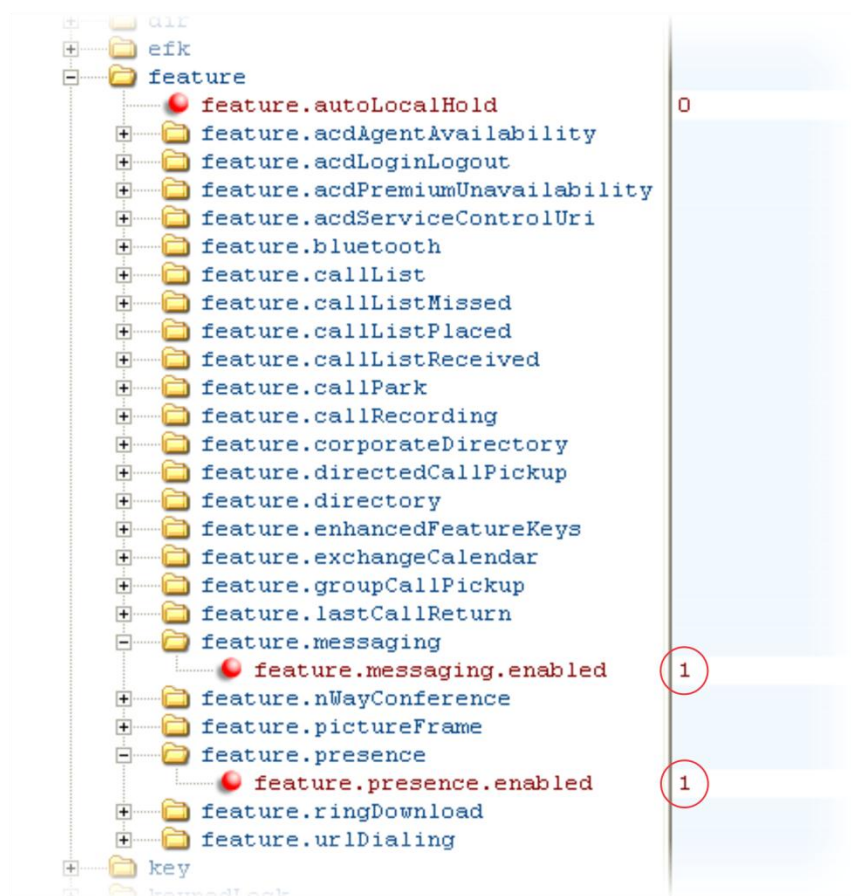 dir
efk
feature
feature.autoLocalHold 0
feature.acdAgentAvailability
feature.acdLoginLogout
feature.acdPremiumUnavailability
feature.acdServiceControlUri
feature.bluetooth
feature.callList
feature.callListMissed
feature.callListPlaced
feature.callListReceived
feature.callPark
feature.callRecording
feature.corporateDirectory
feature.directedCallPickup
feature.directory
feature.enhancedFeatureKeys
feature.exchangeCalendar
feature.groupCallPickup
feature.lastCallReturn
feature.messaging
feature.messaging.enabled 1
feature.nWayConference
feature.pictureFrame
feature.presence
feature.presence.enabled 1
feature.ringDownload
feature.urlDialing
key